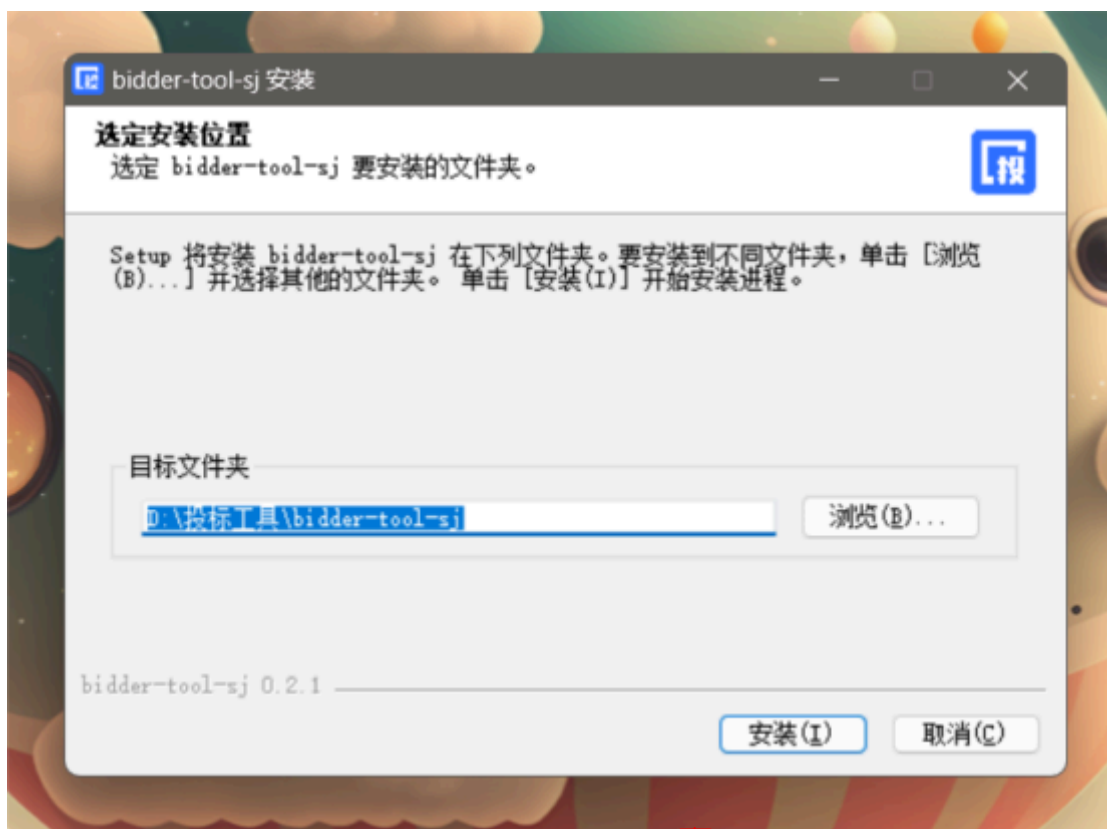 bidder-tool-sj 安装
选定安装位置
选定 bidder-tool-sj 要安装的文件夹。
投
Setup 将安装 bidder-tool-sj 在下列文件夹。要安装到不同文件夹，单击 [浏览
(B)...] 并选择其他的文件夹。 单击 [安装(I)] 开始安装进程。
目标文件夹
D:\投标工具\bidder-tool-sj
浏览(B)...
bidder-tool-sj 0.2.1
安装(I)
取消(C)